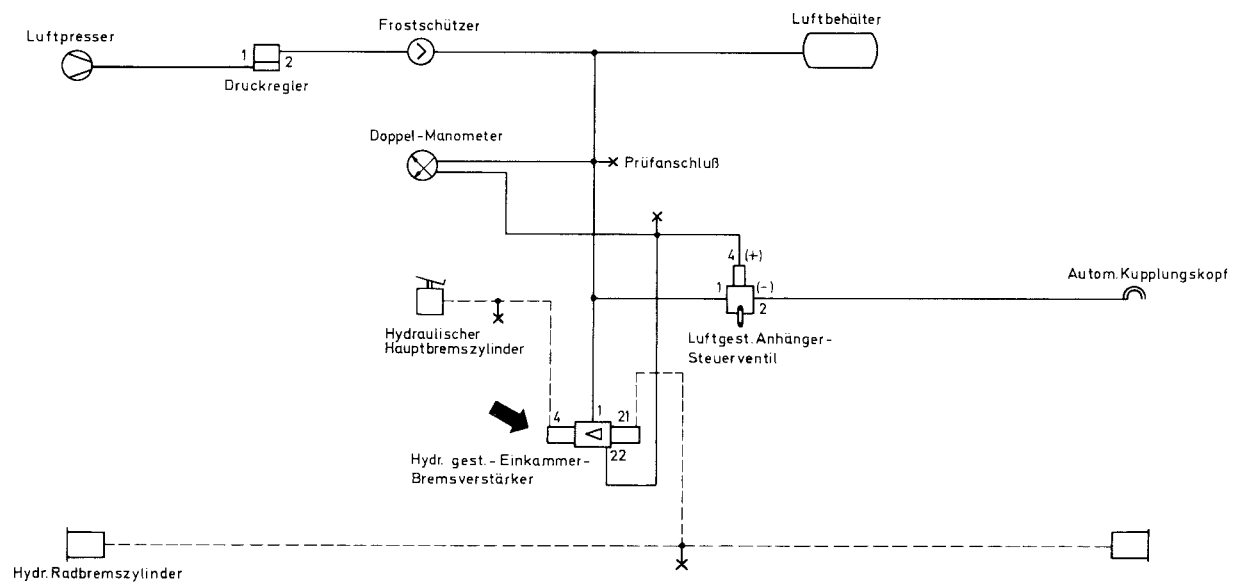 Luftpresser
1
2
Druckregler
Frostschützer
Luftbehälter
Doppel-Manometer
Prüfanschluß
4 (+)
1 (-)
2
Autom. Kupplungskopf
Luftgest. Anhänger-
Steuerventil
Hydraulischer
Hauptbremszylinder
4
1
21
22
Hydr. gest.-Einkammer-
Bremsverstärker
Hydr. Radbremszylinder